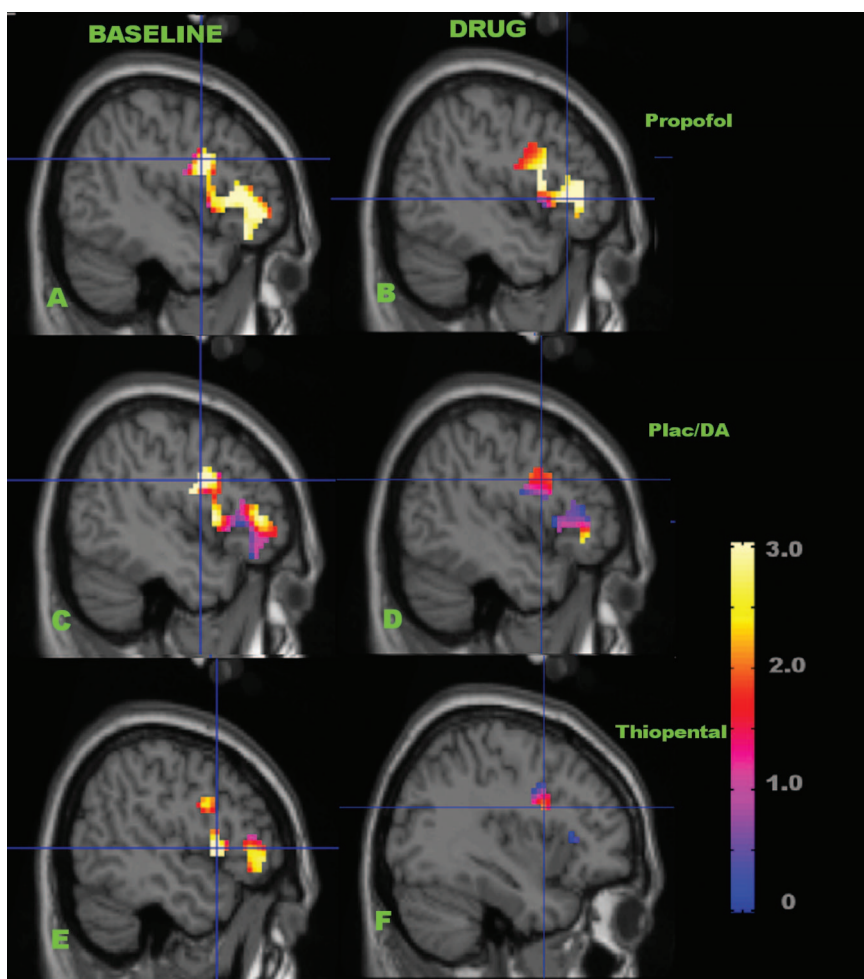 BASELINE
DRUG
Propofol
A
B
Plac/DA
C
D
3.0
2.0
Thiopental
1.0
0
E
F